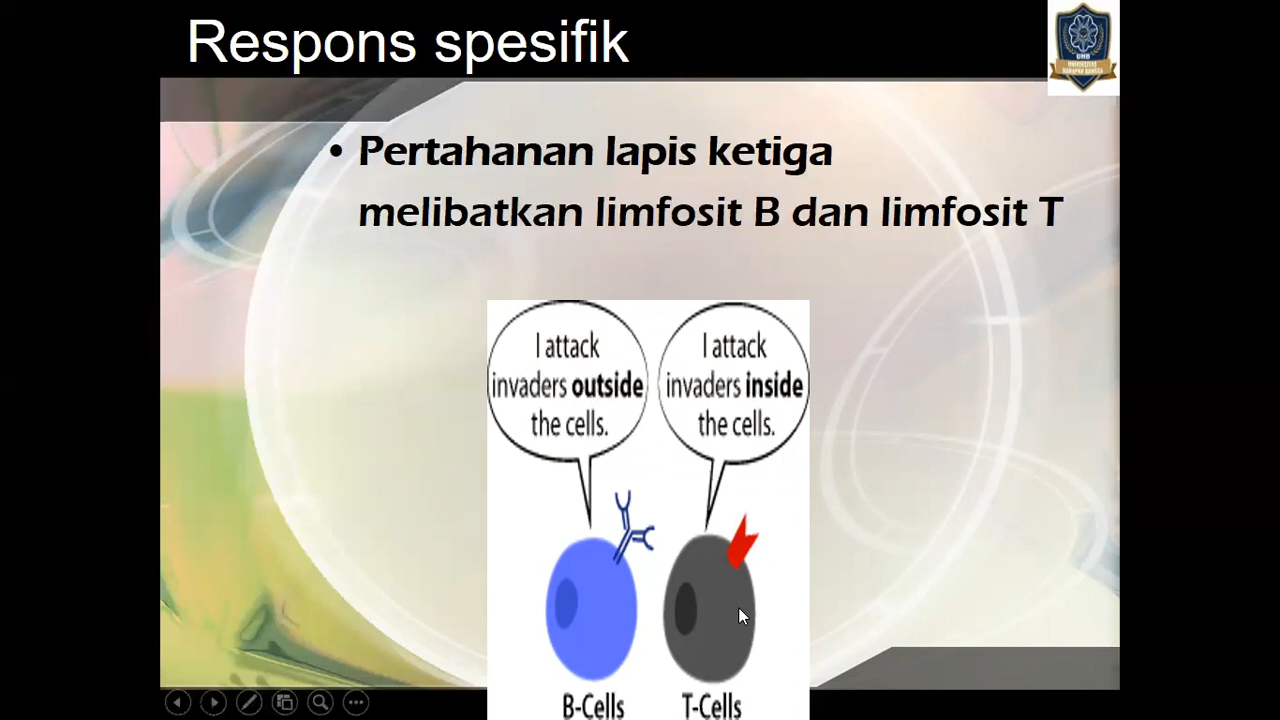 Respons spesifik
UHB
• Pertahanan lapis ketiga
melibatkan limfosit B dan limfosit T
I attack
invaders outside
the cells.
I attack
invaders inside
the cells.
B-Cells
T-Cells